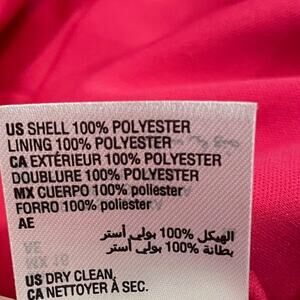 US SHELL 100% POLYESTER
LINING 100% POLYESTER
CA EXTÉRIEUR 100% POLYESTER
DOUBLURE 100% POLYESTER
MX CUERPO 100% poliester
FORRO 100% poliester
AE
الهيكل 100% بولي أستر
بطانة 100% بولي أستر
US DRY CLEAN.
CA NETTOYER À SEC.